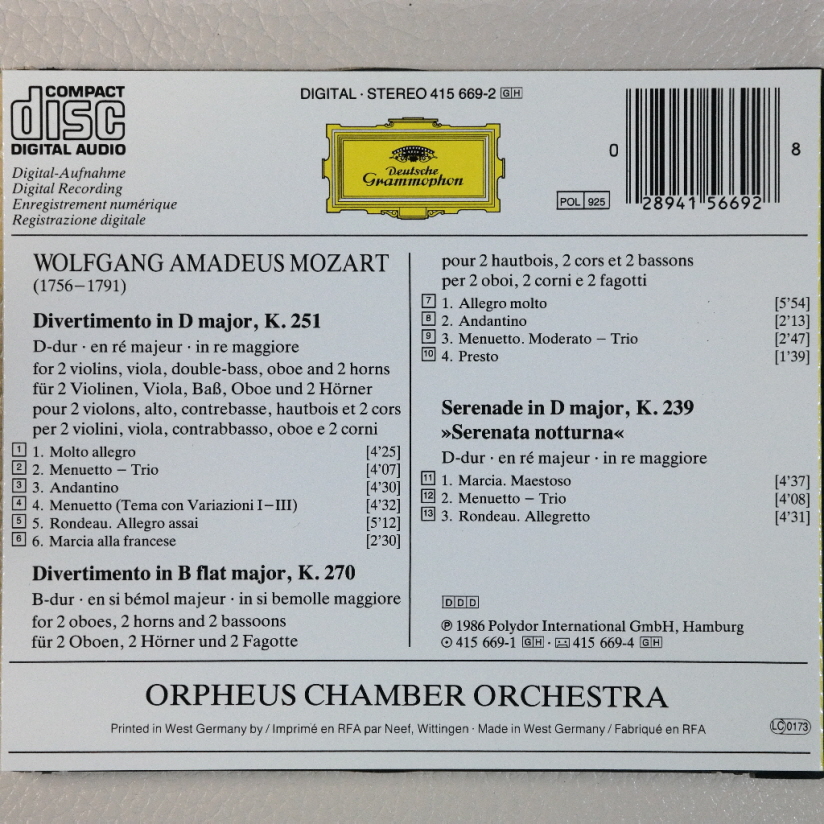 COMPACT
disc
DIGITAL AUDIO
DIGITAL · STEREO 415 669-2 GH
Deutsche
Grammophon
0
8
28941 56692
POL 925
Digital-Aufnahme
Digital Recording
Enregistrement numérique
Registrazione digitale
WOLFGANG AMADEUS MOZART
(1756–1791)
Divertimento in D major, K. 251
D-dur · en ré majeur · in re maggiore
for 2 violins, viola, double-bass, oboe and 2 horns
für 2 Violinen, Viola, Baß, Oboe und 2 Hörner
pour 2 violons, alto, contrebasse, hautbois et 2 cors
per 2 violini, viola, contrabbasso, oboe e 2 corni
1 1. Molto allegro [4'25]
2 2. Menuetto – Trio [4'07]
3 3. Andantino [4'30]
4 4. Menuetto (Tema con Variazioni I–III) [4'32]
5 5. Rondeau. Allegro assai [5'12]
6 6. Marcia alla francese [2'30]
Divertimento in B flat major, K. 270
B-dur · en si bémol majeur · in si bemolle maggiore
for 2 oboes, 2 horns and 2 bassoons
für 2 Oboen, 2 Hörner und 2 Fagotte
pour 2 hautbois, 2 cors et 2 bassons
per 2 oboi, 2 corni e 2 fagotti
7 1. Allegro molto [5'54]
8 2. Andantino [2'13]
9 3. Menuetto. Moderato – Trio [2'47]
10 4. Presto [1'39]
Serenade in D major, K. 239
»Serenata notturna«
D-dur · en ré majeur · in re maggiore
11 1. Marcia. Maestoso [4'37]
12 2. Menuetto – Trio [4'08]
13 3. Rondeau. Allegretto [4'31]
DDD
℗ 1986 Polydor International GmbH, Hamburg
415 669-1 GH · 415 669-4 GH
ORPHEUS CHAMBER ORCHESTRA
Printed in West Germany by / Imprimé en RFA par Neef, Wittingen · Made in West Germany / Fabriqué en RFA
LC 0173